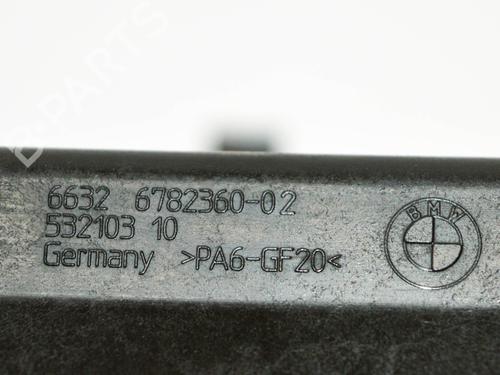 B-PARTS
6632 6782360-02
532103 10
Germany >PA6-GF20<
BMW